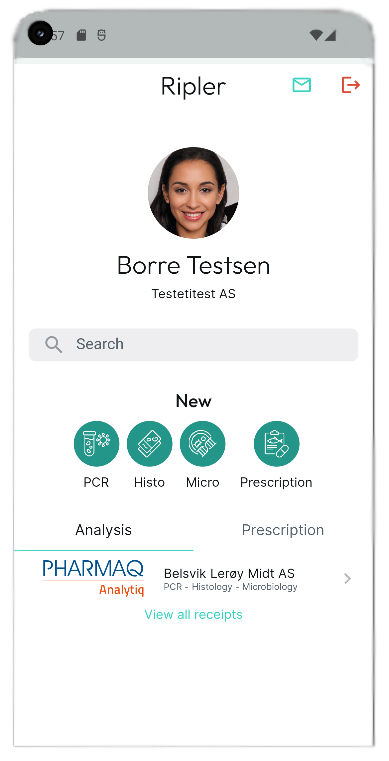 57
Ripler
Borre Testsen
Testetitest AS
Search
New
PCR Histo Micro Prescription
Analysis Prescription
PHARMAQ
Analytiq
Belsvik Lerøy Midt AS
PCR - Histology - Microbiology
View all receipts